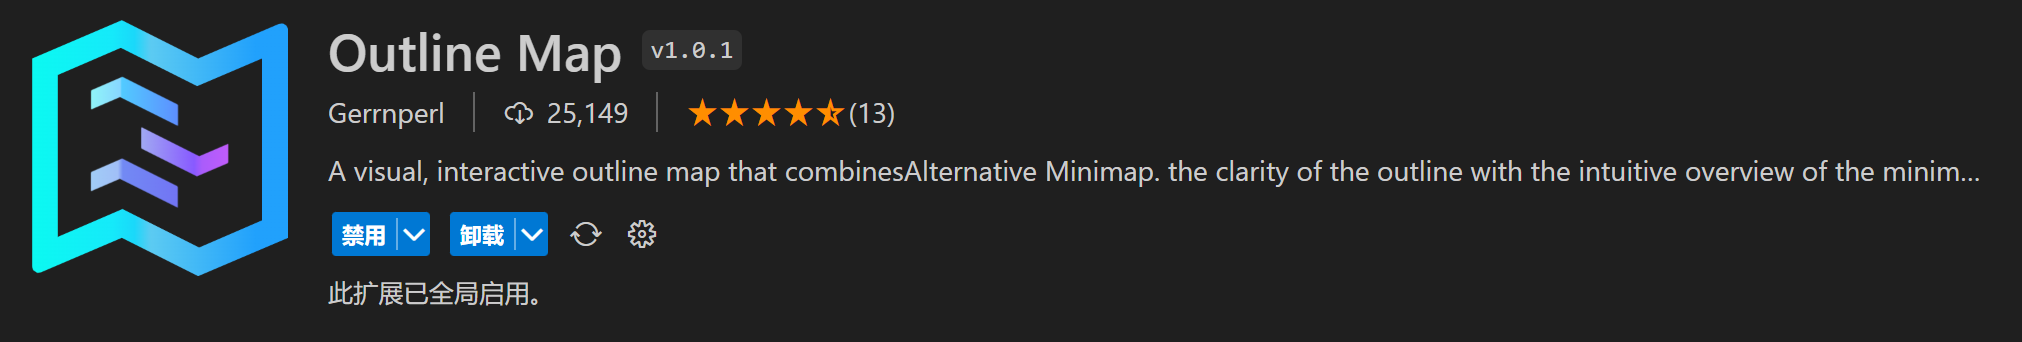 Outline Map v1.0.1
Gerrnperl 25,149 (13)
A visual, interactive outline map that combinesAlternative Minimap. the clarity of the outline with the intuitive overview of the minim...
禁用 卸载
此扩展已全局启用。